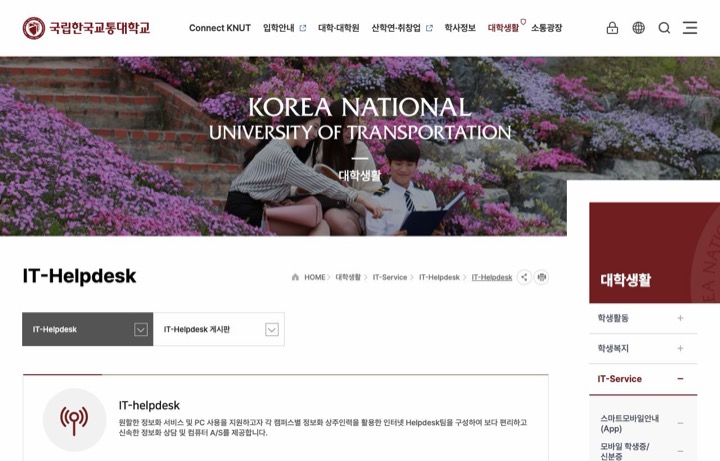 국립한국교통대학교
Connect KNUT 입학안내 대학·대학원 산학연·취창업 학사정보 대학생활 소통광장
KOREA NATIONAL
UNIVERSITY OF TRANSPORTATION
대학생활
IT-Helpdesk
HOME 대학생활 IT-Service IT-Helpdesk IT-Helpdesk
IT-Helpdesk
IT-Helpdesk 게시판
IT-helpdesk
원할한 정보화 서비스 및 PC 사용을 지원하고자 각 캠퍼스별 정보화 상주인력을 활용한 인터넷 Helpdesk팀을 구성하여 보다 편리하고
신속한 정보화 상담 및 컴퓨터 A/S를 제공합니다.
대학생활
학생활동
학생복지
IT-Service
스마트모바일안내
(App)
모바일 학생증/
신분증